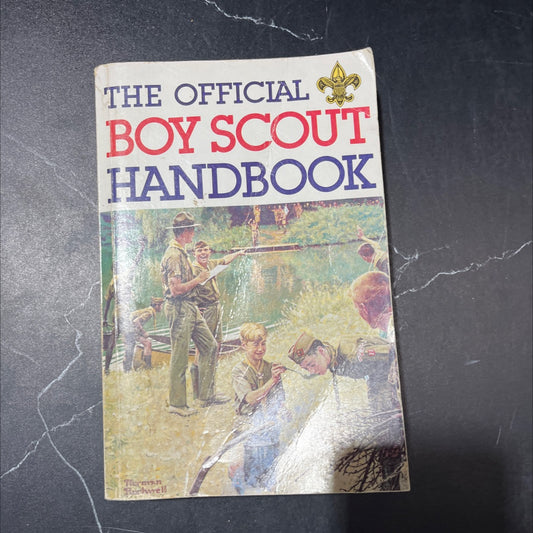 THE OFFICIAL
BOY SCOUT
HANDBOOK
Norman
Rockwell